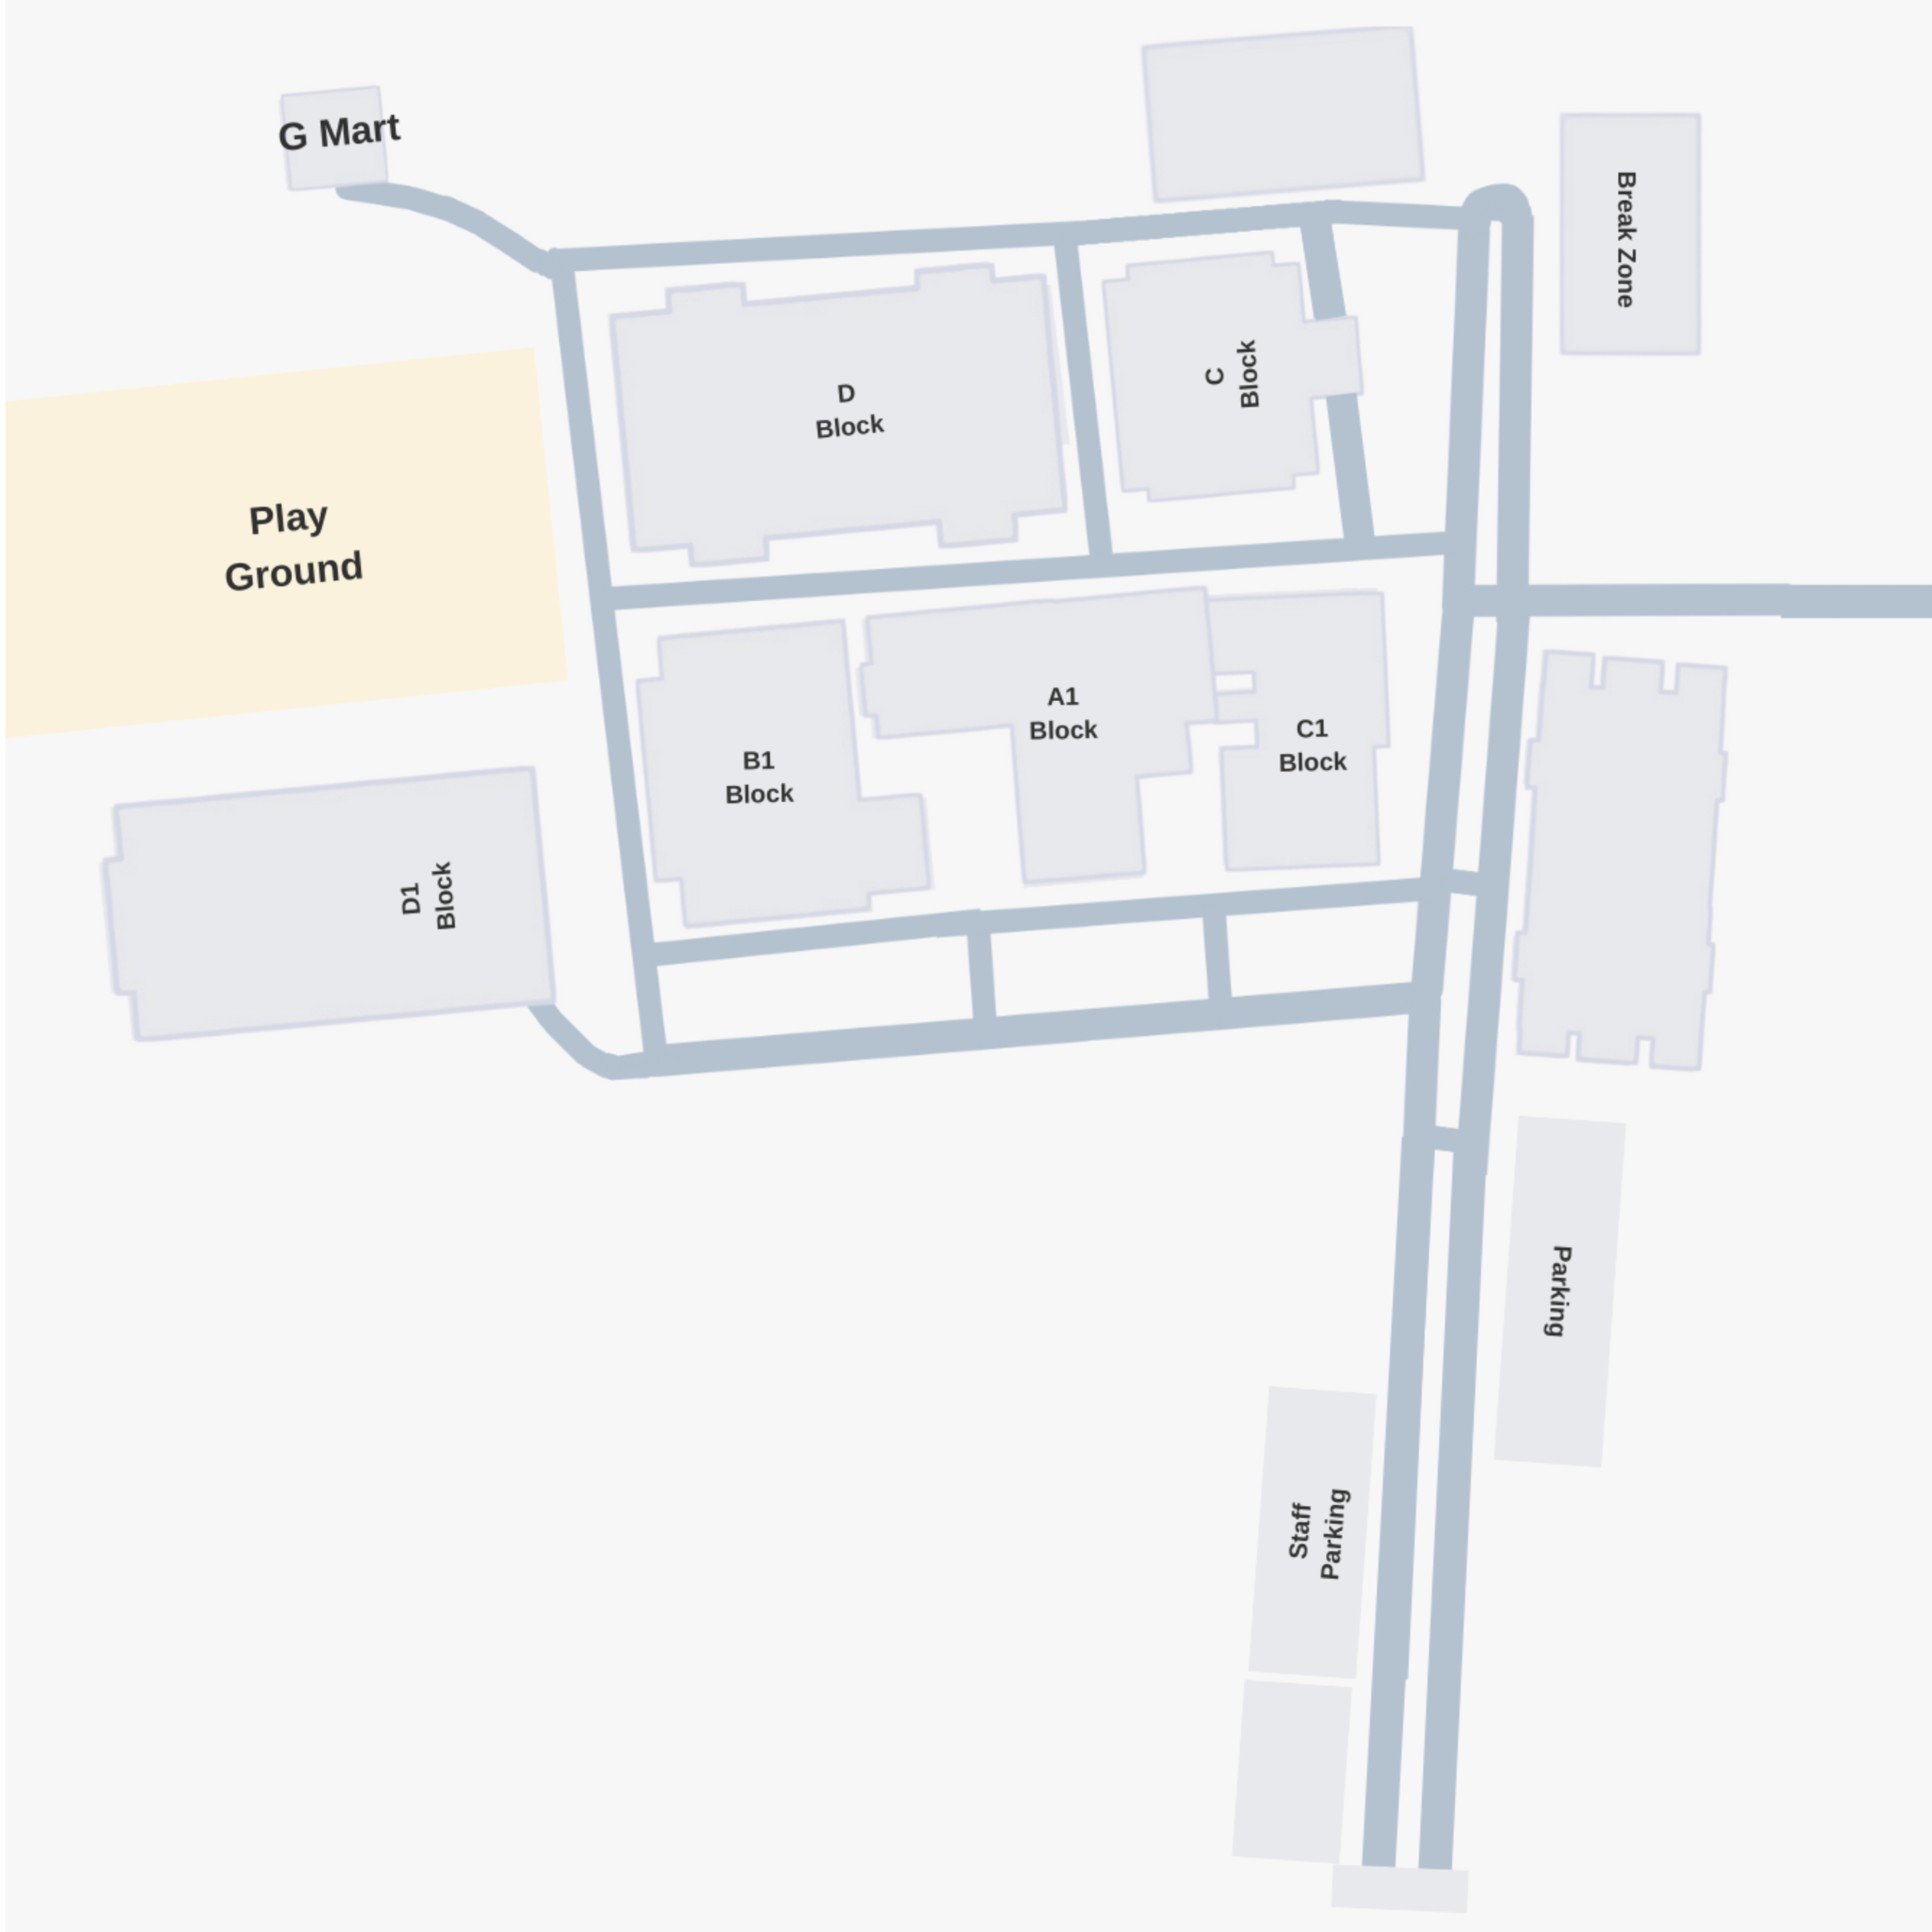 G Mart
Break Zone
D
Block
C
Block
Play
Ground
A1
Block
C1
Block
B1
Block
D1
Block
Parking
Staff
Parking